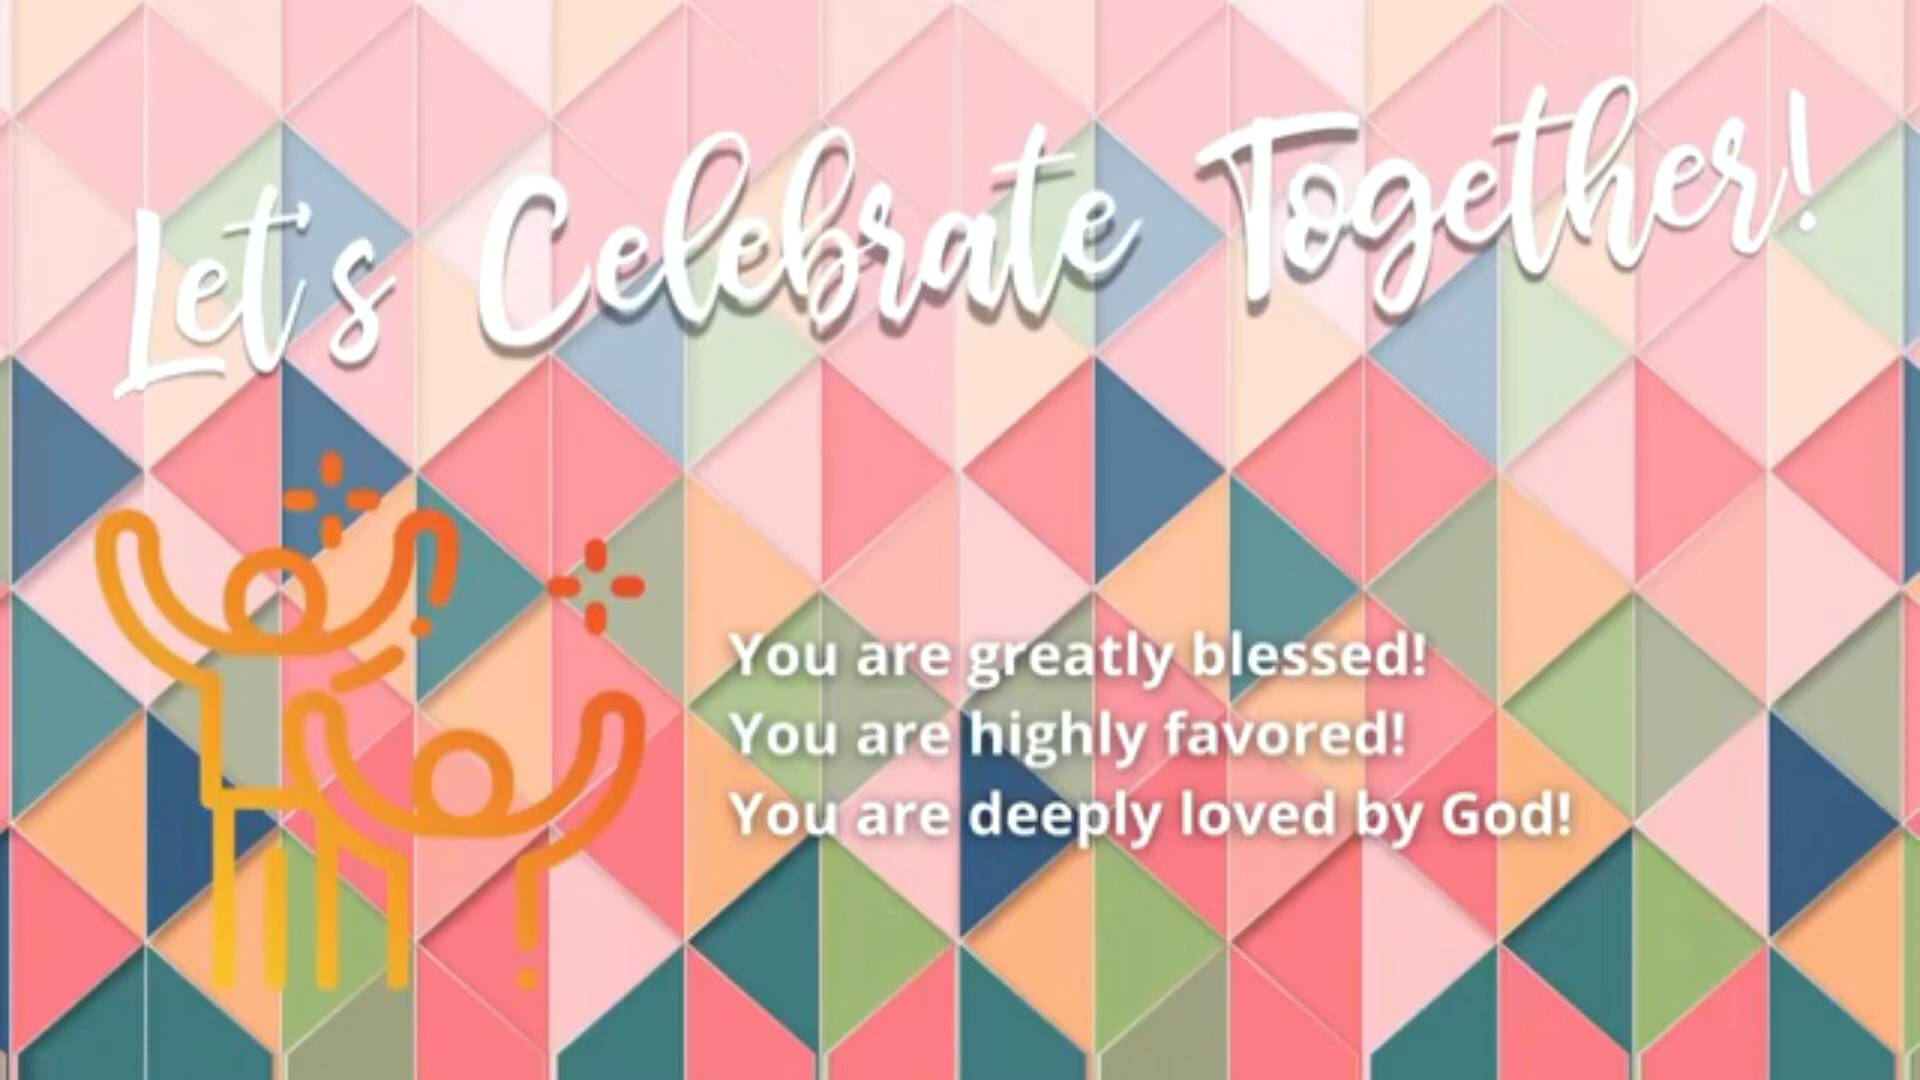 Let's Celebrate Together!
You are greatly blessed!
You are highly favored!
You are deeply loved by God!